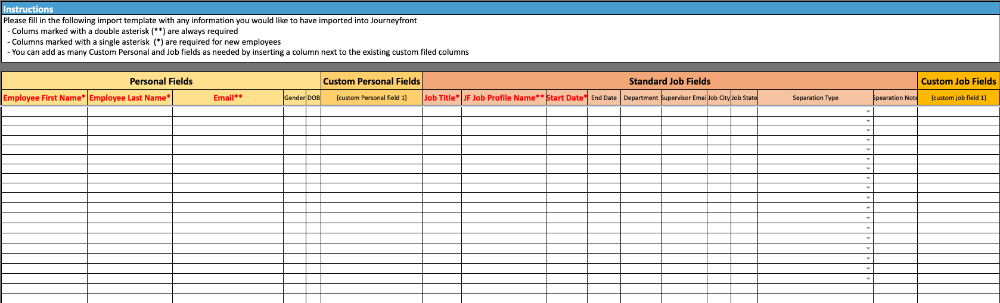 Instructions
Please fill in the following import template with any information you would like to have imported into Journeyfront
- Colums marked with a double asterisk (**) are always required
- Columns marked with a single asterisk (*) are required for new employees
- You can add as many Custom Personal and Job fields as needed by inserting a column next to the existing custom filed columns
Personal Fields Custom Personal Fields Standard Job Fields Custom Job Fields
Employee First Name* Employee Last Name* Email** Gender DOB {custom Personal field 1} Job Title* JF Job Profile Name** Start Date* End Date Department Supervisor Emai Job City Job State Separation Type Spearation Note {custom job field 1}